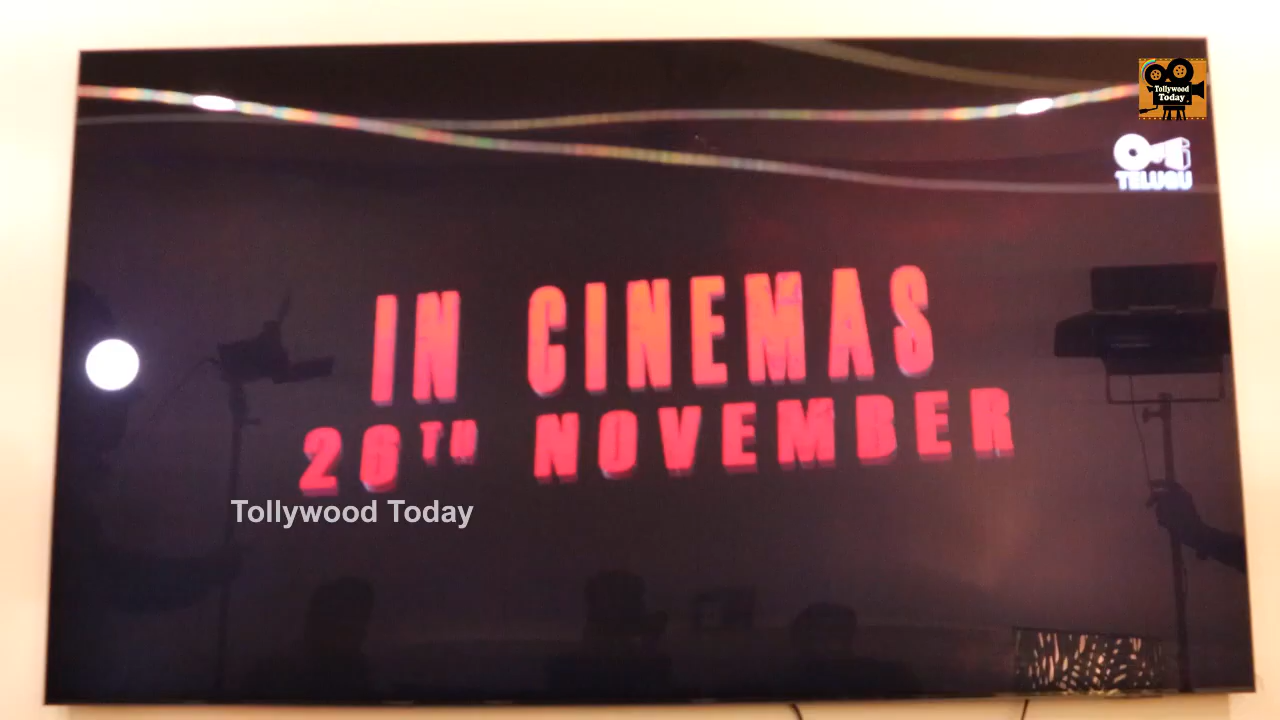 Tollywood
Today
TELUGU
IN CINEMAS
26TH NOVEMBER
Tollywood Today